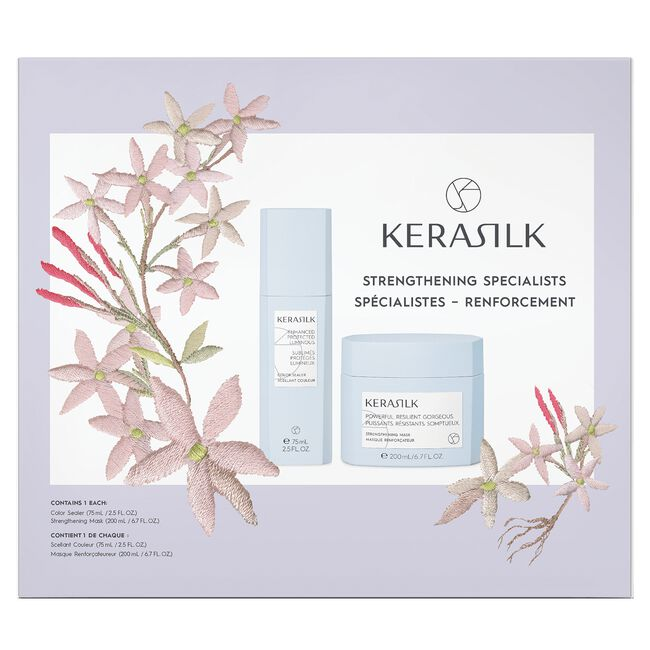 KERASILK
STRENGTHENING SPECIALISTS
SPÉCIALISTES – RENFORCEMENT
KERASILK
ENHANCED
PROTECTED
LUMINOUS
SUBLIMÉS
PROTÉGÉS
LUMINEUX
COLOR SEALER
SCELLANT COULEUR
e 75mL
2.5 FL. OZ.
KERASILK
POWERFUL RESILIENT GORGEOUS
PUISSANTS RÉSISTANTS SOMPTUEUX
STRENGTHENING MASK
MASQUE RENFORÇATEUR
e 200mL/6.7 FL.OZ.
CONTAINS 1 EACH:
Color Sealer (75 mL / 2.5 FL. OZ.)
Strengthening Mask (200 mL / 6.7 FL. OZ.)
CONTIENT 1 DE CHAQUE :
Scellant Couleur (75 mL / 2.5 FL. OZ.)
Masque Renforçateureur (200 mL / 6.7 FL. OZ.)